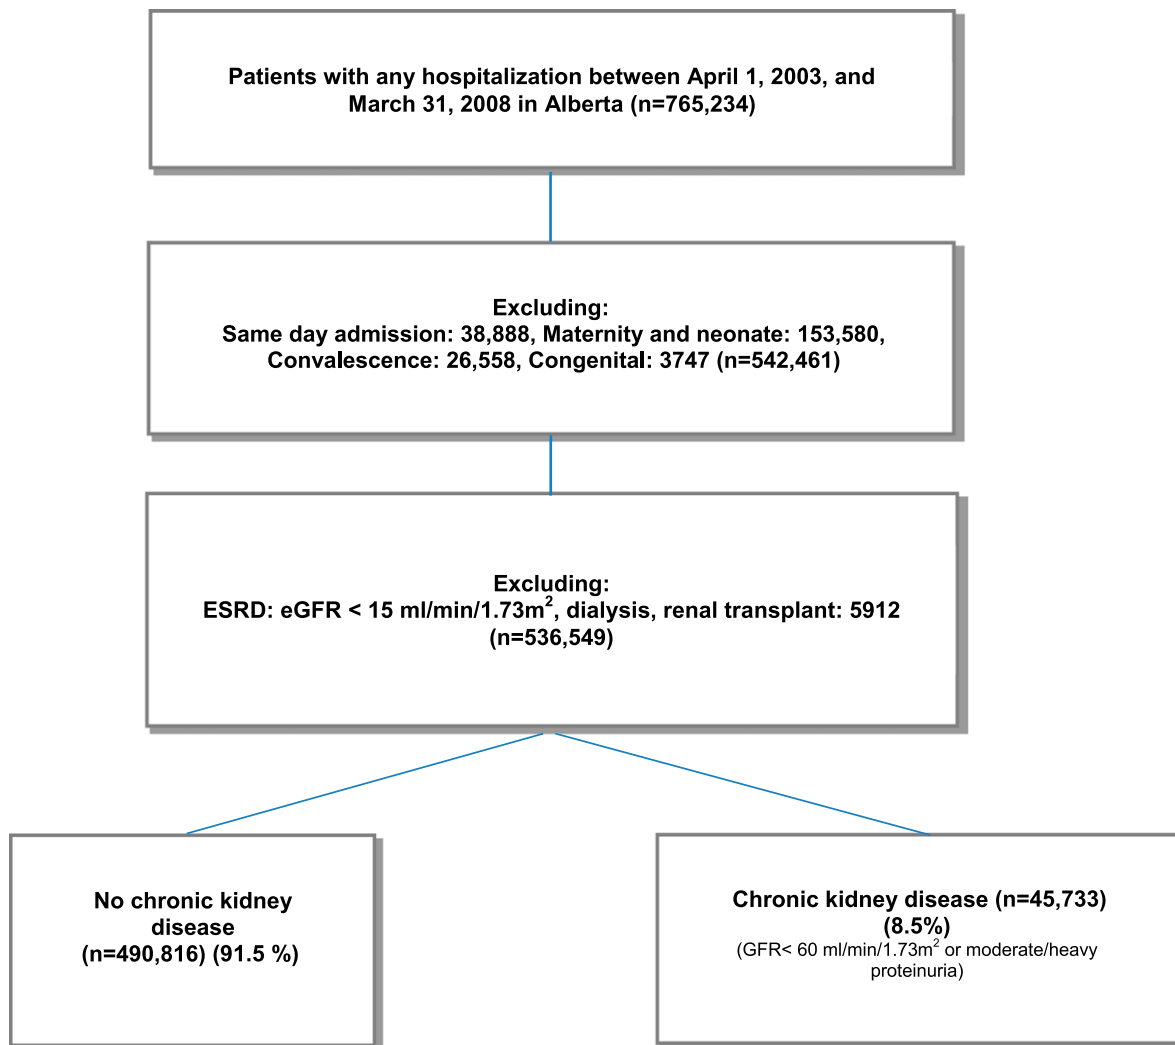 Patients with any hospitalization between April 1, 2003, and
March 31, 2008 in Alberta (n=765,234)
Excluding:
Same day admission: 38,888, Maternity and neonate: 153,580,
Convalescence: 26,558, Congenital: 3747 (n=542,461)
Excluding:
ESRD: eGFR < 15 ml/min/1.73m², dialysis, renal transplant: 5912
(n=536,549)
No chronic kidney
disease
(n=490,816) (91.5 %)
Chronic kidney disease (n=45,733)
(8.5%)
(GFR< 60 ml/min/1.73m² or moderate/heavy
proteinuria)